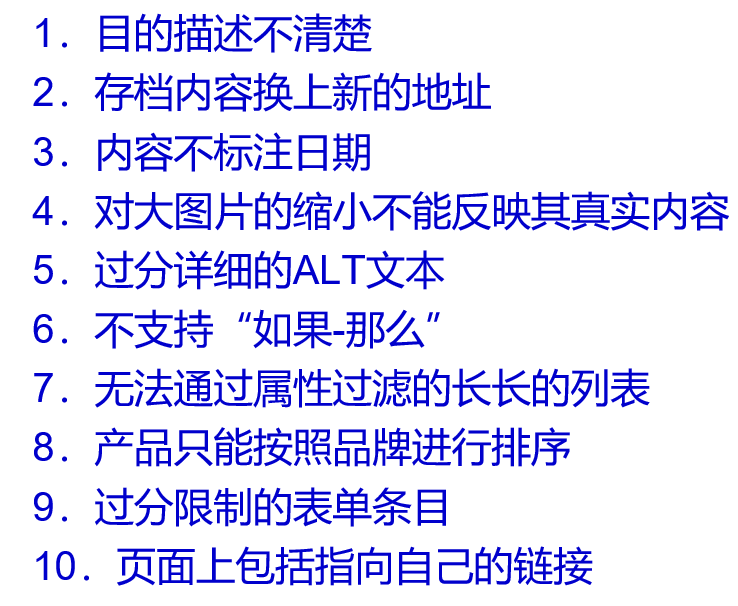 1. 目的描述不清楚
2. 存档内容换上新的地址
3. 内容不标注日期
4. 对大图片的缩小不能反映其真实内容
5. 过分详细的ALT文本
6. 不支持“如果-那么”
7. 无法通过属性过滤的长长的列表
8. 产品只能按照品牌进行排序
9. 过分限制的表单条目
10. 页面上包括指向自己的链接